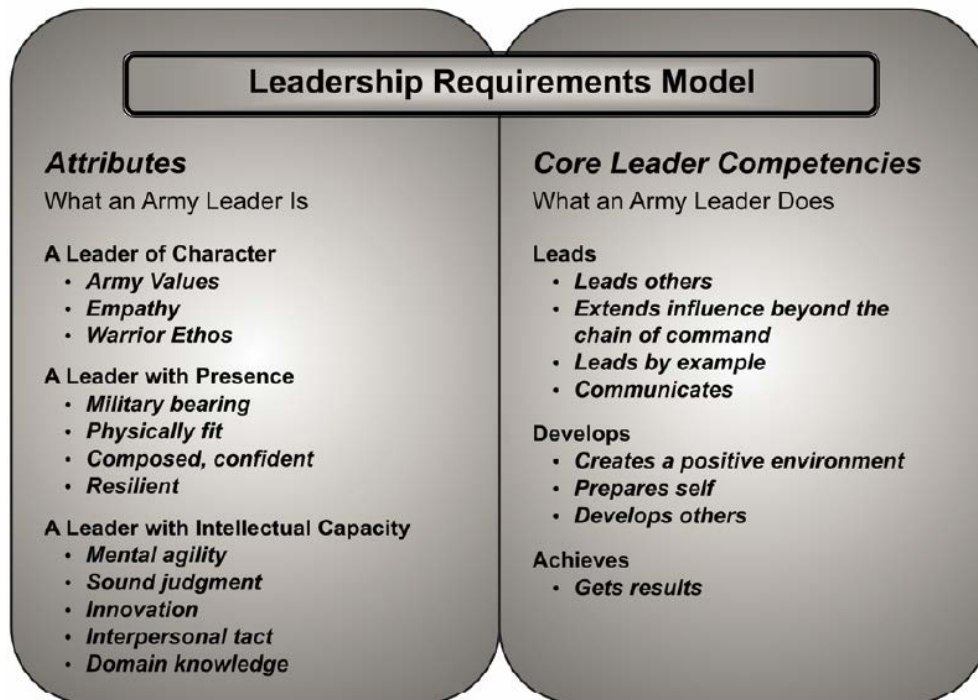 Leadership Requirements Model
Attributes
What an Army Leader Is
A Leader of Character
• Army Values
• Empathy
• Warrior Ethos
A Leader with Presence
• Military bearing
• Physically fit
• Composed, confident
• Resilient
A Leader with Intellectual Capacity
• Mental agility
• Sound judgment
• Innovation
• Interpersonal tact
• Domain knowledge
Core Leader Competencies
What an Army Leader Does
Leads
• Leads others
• Extends influence beyond the
chain of command
• Leads by example
• Communicates
Develops
• Creates a positive environment
• Prepares self
• Develops others
Achieves
• Gets results